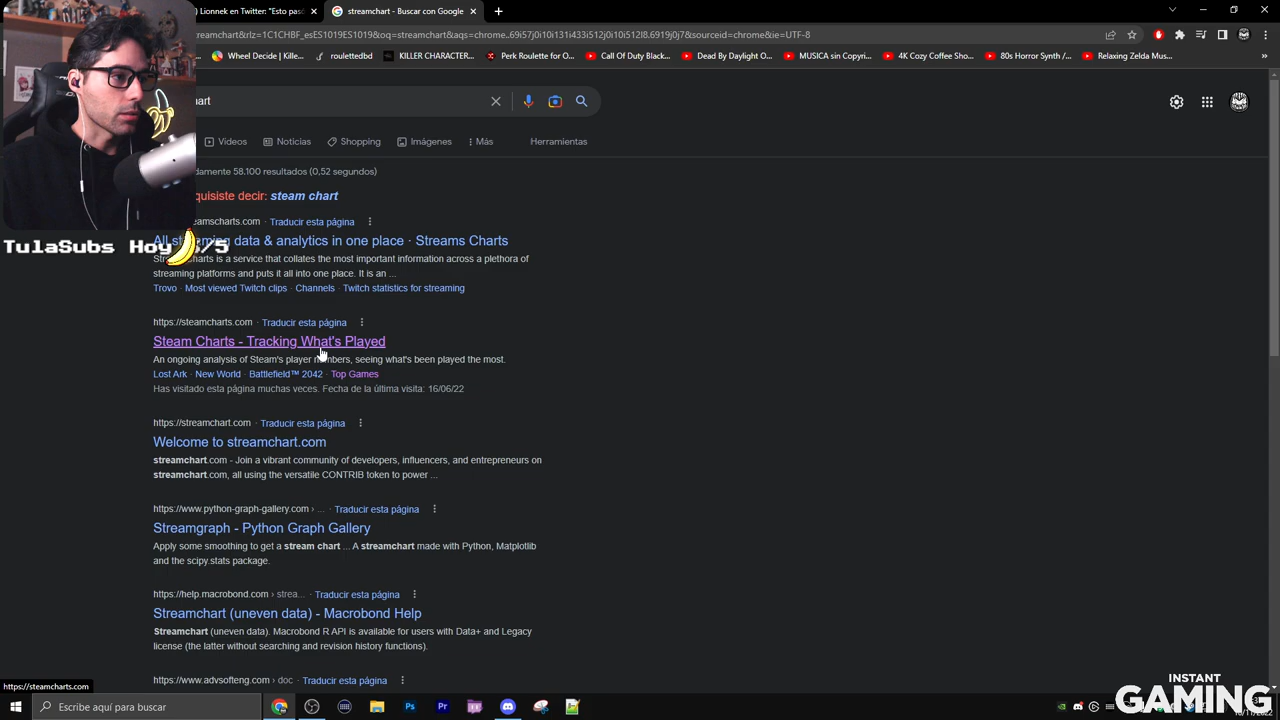 Lionnek en Twitter: "Esto pasó
streamchart - Buscar con Google
eamchart&rlz=1C1CHBF_esES1019ES1019&oq=streamchart&aqs=chrome..69i57j0i10i131i433i512j0i10i512l8.6919j0j7&sourceid=chrome&ie=UTF-8
Wheel Decide | Kille...
roulettedbd
KILLER CHARACTER...
Perk Roulette for O...
Call Of Duty Black...
Dead By Daylight O...
MUSICA sin Copyri...
4K Cozy Coffee Sho...
80s Horror Synth /...
Relaxing Zelda Mus...
Vídeos
Noticias
Shopping
Imágenes
Más
Herramientas
58.100 resultados (0,52 segundos)
quisiste decir: steam chart
Traducir esta página
All streaming data & analytics in one place · Streams Charts
Streams Charts is a service that collates the most important information across a plethora of
streaming platforms and puts it all into one place. It is an ...
Trovo · Most viewed Twitch clips · Channels · Twitch statistics for streaming
TulaSubs Hoy /5
https://steamcharts.com · Traducir esta página
Steam Charts - Tracking What's Played
An ongoing analysis of Steam's player numbers, seeing what's been played the most.
Lost Ark · New World · Battlefield™ 2042 · Top Games
Has visitado esta página muchas veces. Fecha de la última visita: 16/06/22
https://streamchart.com · Traducir esta página
Welcome to streamchart.com
streamchart.com - Join a vibrant community of developers, influencers, and entrepreneurs on
streamchart.com, all using the versatile CONTRIB token to power ...
https://www.python-graph-gallery.com › ... · Traducir esta página
Streamgraph - Python Graph Gallery
Apply some smoothing to get a stream chart ... A streamchart made with Python, Matplotlib
and the scipy.stats package.
https://help.macrobond.com › strea... · Traducir esta página
Streamchart (uneven data) - Macrobond Help
Streamchart (uneven data). Macrobond R API is available for users with Data+ and Legacy
license (the latter without searching and revision history functions).
https://www.advsofteng.com › doc · Traducir esta página
https://steamcharts.com
Escribe aquí para buscar
INSTANT
GAMING